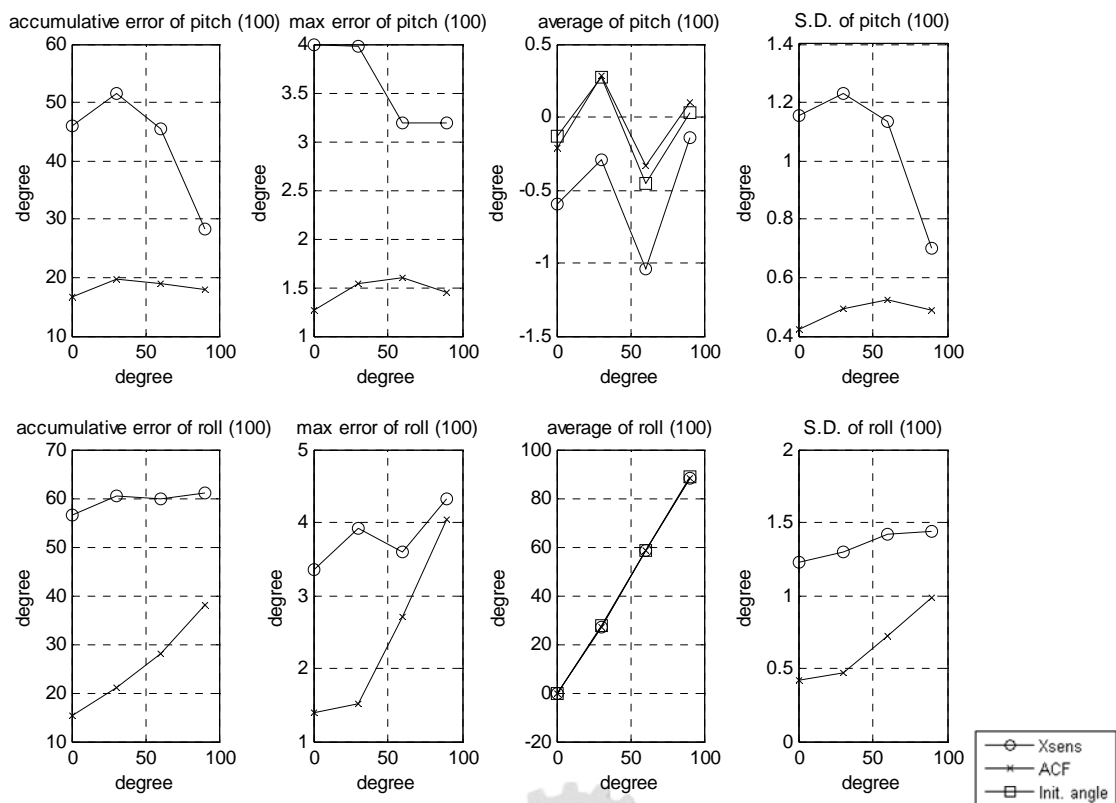 accumulative error of pitch (100)
60
50
40
30
20
10
degree
0 50 100
degree
max error of pitch (100)
4
3.5
3
2.5
2
1.5
1
degree
0 50 100
degree
average of pitch (100)
0.5
0
-0.5
-1
-1.5
degree
0 50 100
degree
S.D. of pitch (100)
1.4
1.2
1
0.8
0.6
0.4
degree
0 50 100
degree
accumulative error of roll (100)
70
60
50
40
30
20
10
degree
0 50 100
degree
max error of roll (100)
5
4
3
2
1
degree
0 50 100
degree
average of roll (100)
100
80
60
40
20
0
-20
degree
0 50 100
degree
S.D. of roll (100)
2
1.5
1
0.5
0
degree
0 50 100
degree
Xsens
ACF
Init. angle